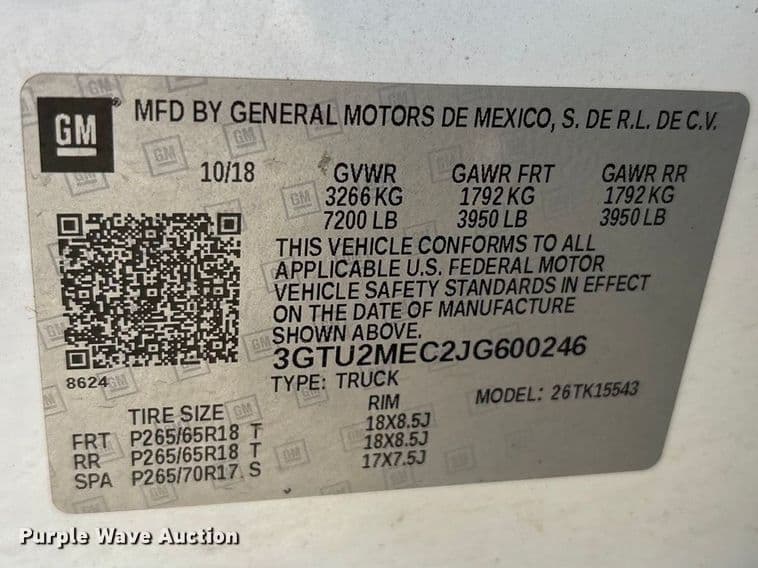 GM
MFD BY GENERAL MOTORS DE MEXICO, S. DE R.L. DE C.V.
10/18 GVWR GAWR FRT GAWR RR
3266 KG 1792 KG 1792 KG
7200 LB 3950 LB 3950 LB
THIS VEHICLE CONFORMS TO ALL
APPLICABLE U.S. FEDERAL MOTOR
VEHICLE SAFETY STANDARDS IN EFFECT
ON THE DATE OF MANUFACTURE
SHOWN ABOVE.
3GTU2MEC2JG600246
8624
TYPE: TRUCK MODEL: 26TK15543
TIRE SIZE RIM
FRT P265/65R18 T 18X8.5J
RR P265/65R18 T 18X8.5J
SPA P265/70R17 S 17X7.5J
Purple Wave Auction